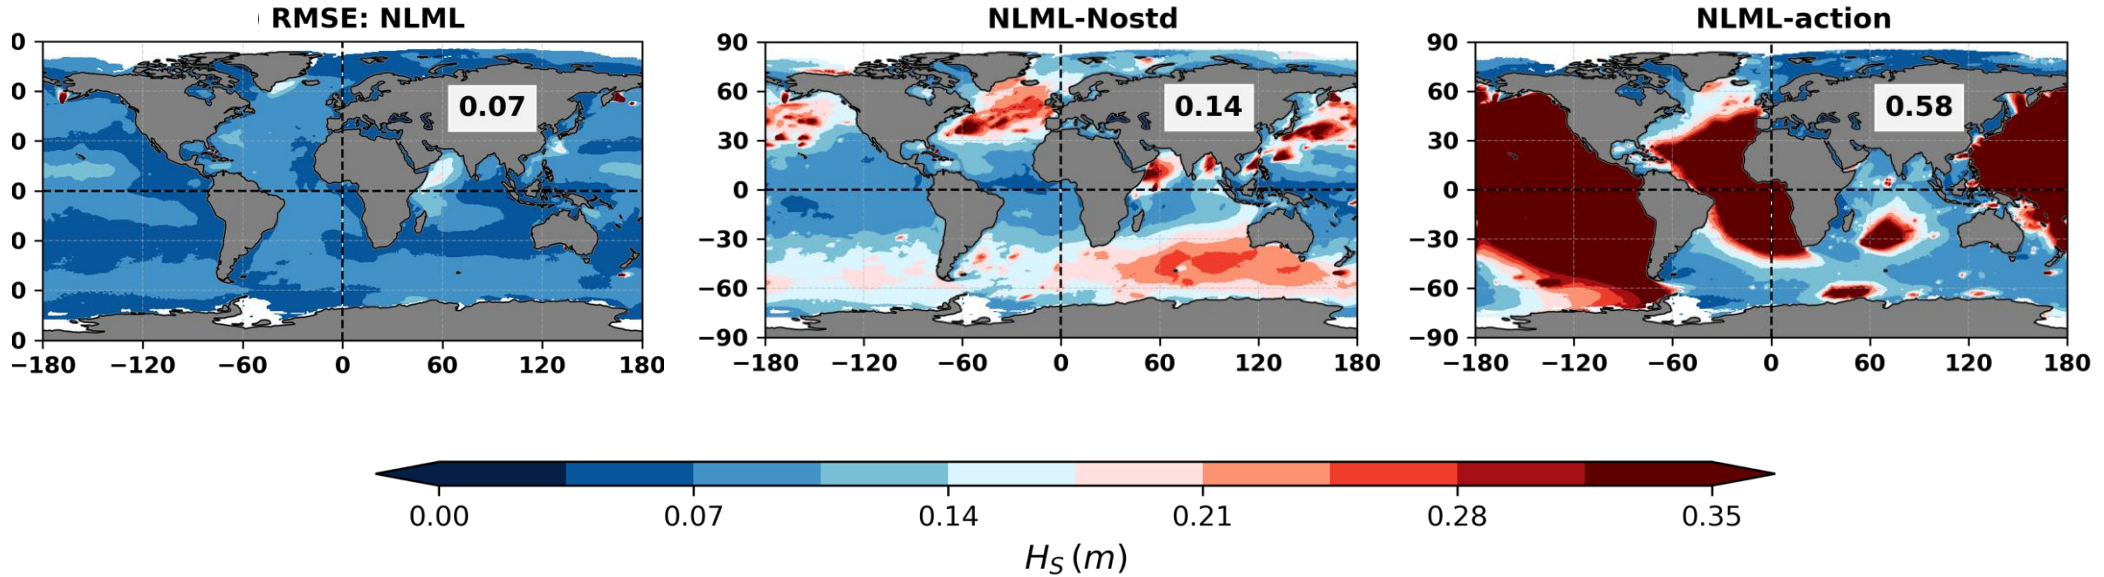 RMSE: NLML NLML-Nostd NLML-action
0 90 90
0 60 60
0.07 0.14 0.58
0 30 30
0 0 0
0 −30 −30
0 −60 −60
0 −90 −90
−180 −120 −60 0 60 120 180 −180 −120 −60 0 60 120 180 −180 −120 −60 0 60 120 180
0.00 0.07 0.14 0.21 0.28 0.35
H_S (m)